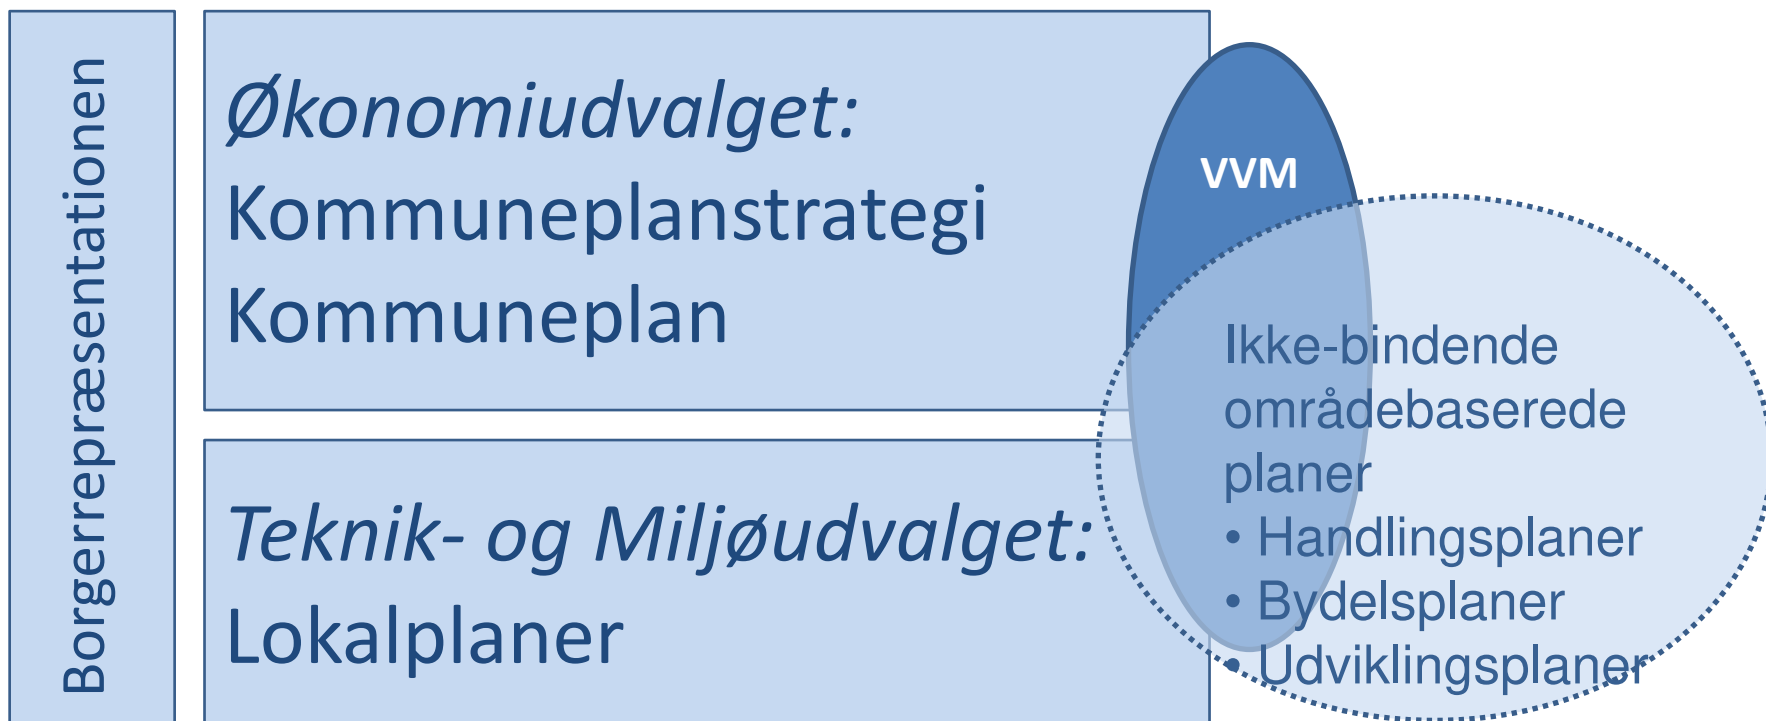 Borgerrepræsentationen
Økonomiudvalget:
Kommuneplanstrategi
Kommuneplan
Teknik- og Miljøudvalget:
Lokalplaner
VVM
Ikke-bindende
områdebaserede
planer
• Handlingsplaner
• Bydelsplaner
• Udviklingsplaner